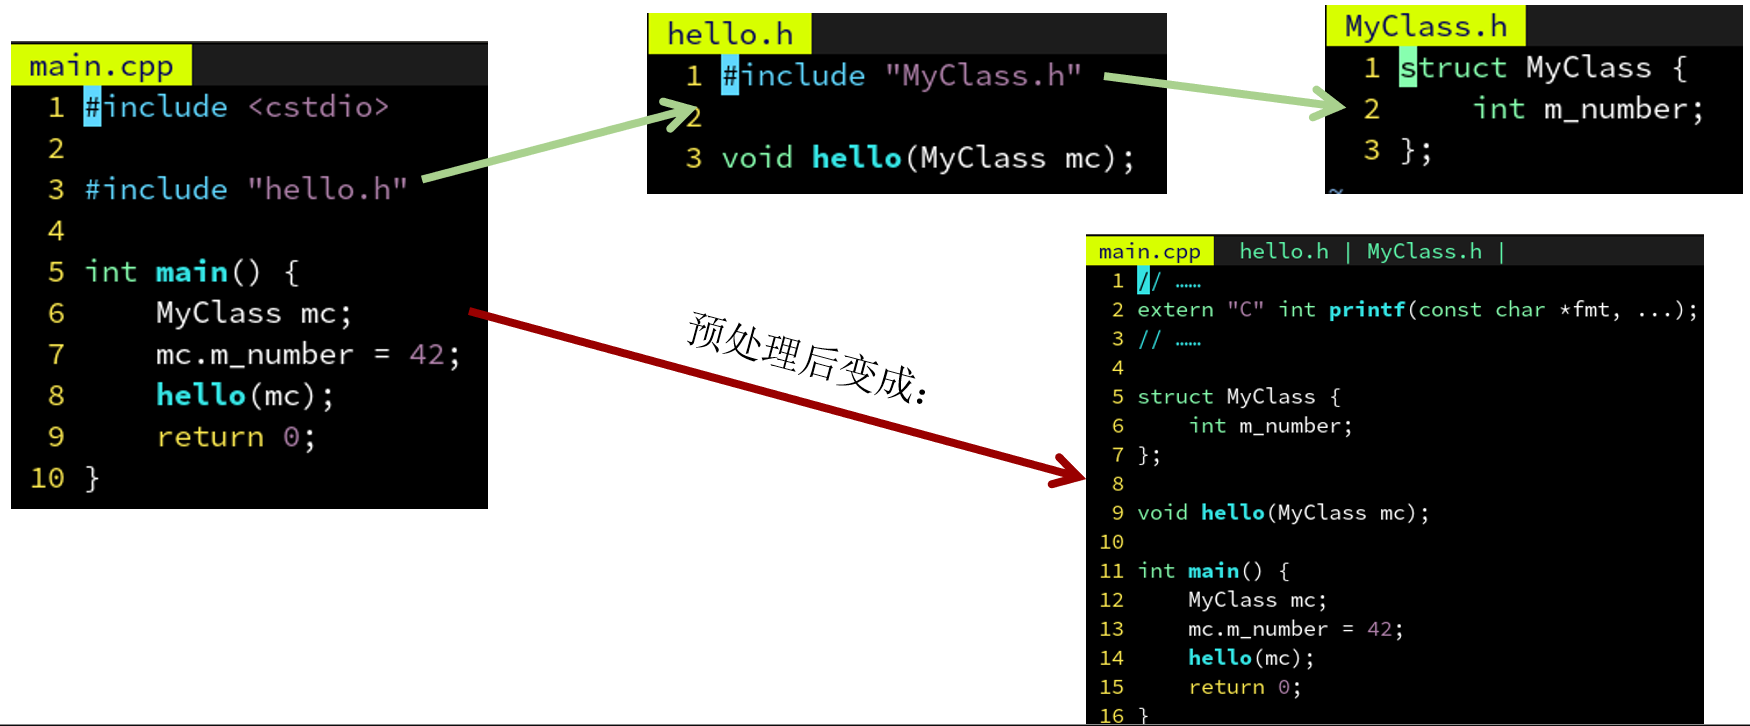 main.cpp
1 #include <cstdio>
2
3 #include "hello.h"
4
5 int main() {
6     MyClass mc;
7     mc.m_number = 42;
8     hello(mc);
9     return 0;
10 }
hello.h
1 #include "MyClass.h"
2
3 void hello(MyClass mc);
MyClass.h
1 struct MyClass {
2     int m_number;
3 };
~
预处理后变成：
main.cpp  hello.h | MyClass.h |
1 // ……
2 extern "C" int printf(const char *fmt, ...);
3 // ……
4
5 struct MyClass {
6     int m_number;
7 };
8
9 void hello(MyClass mc);
10
11 int main() {
12     MyClass mc;
13     mc.m_number = 42;
14     hello(mc);
15     return 0;
16 }